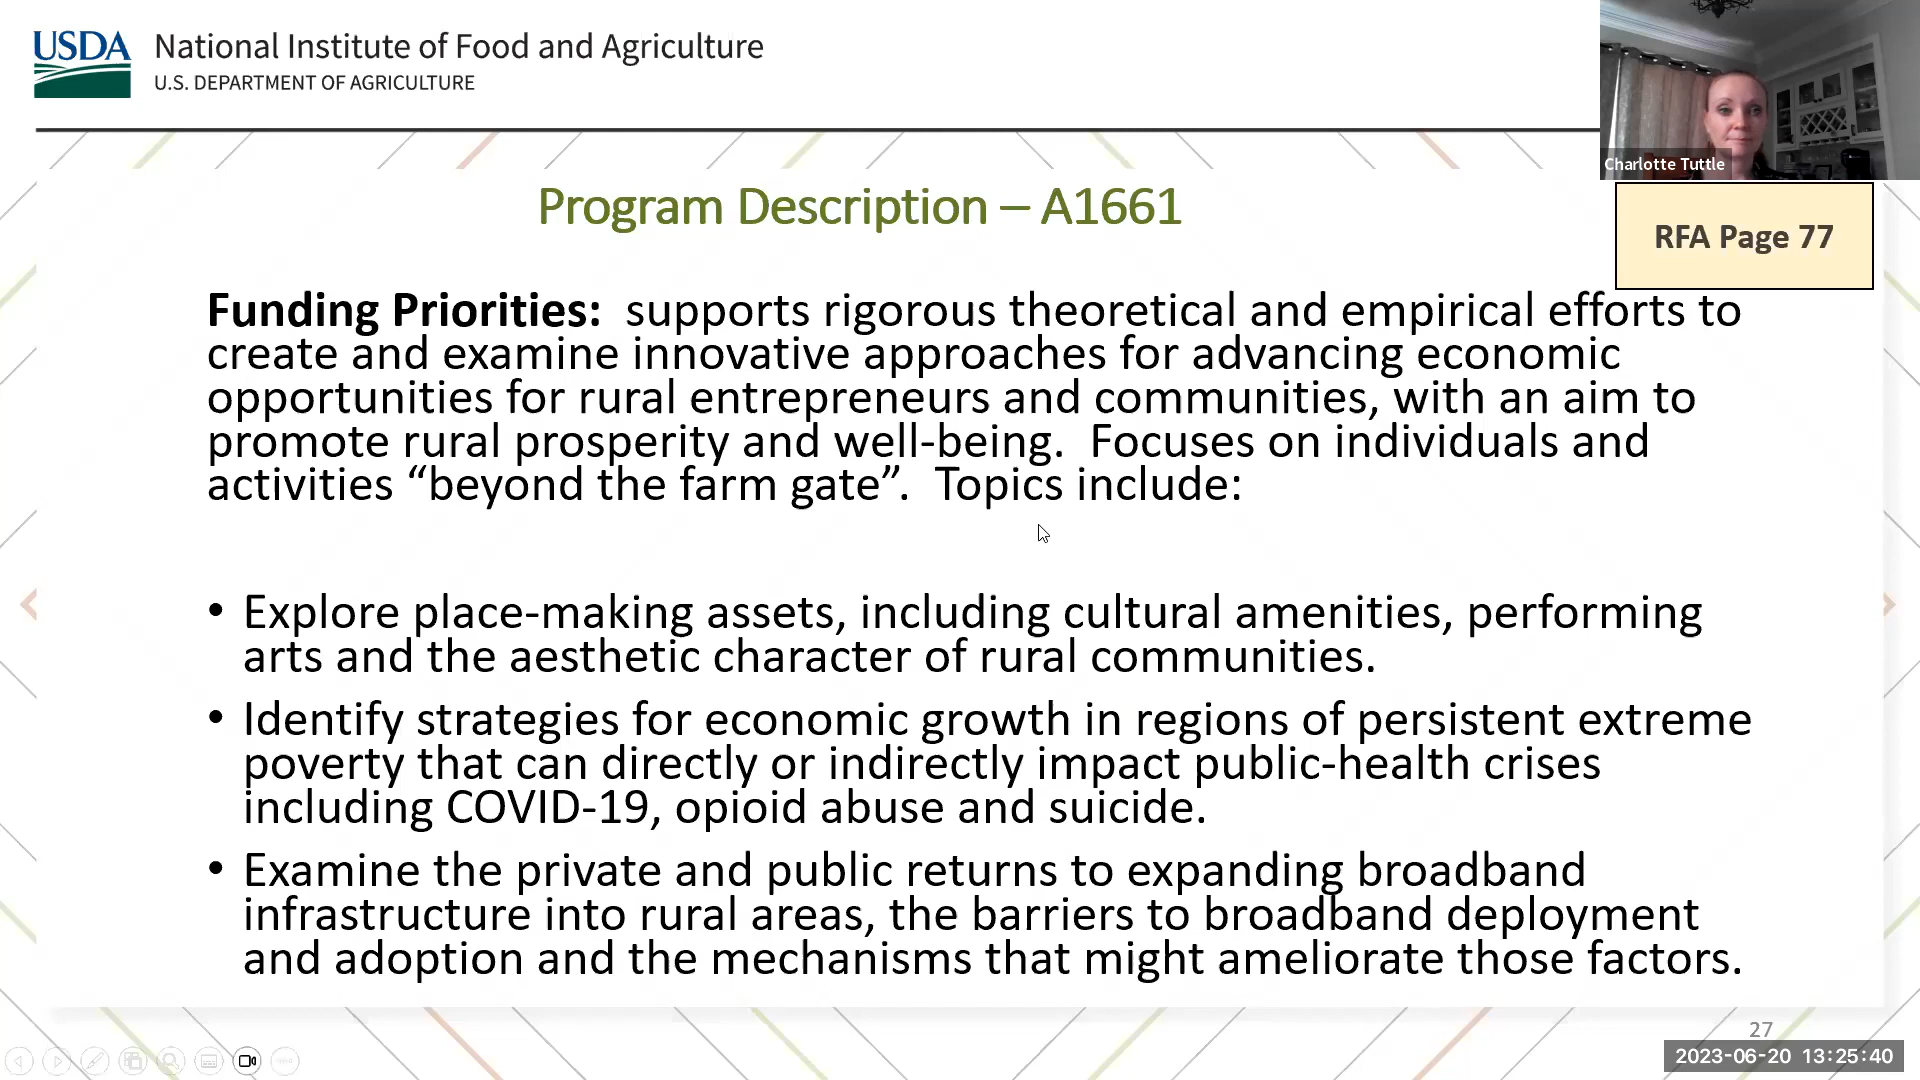 USDA
National Institute of Food and Agriculture
U.S. DEPARTMENT OF AGRICULTURE
Charlotte Tuttle
Program Description – A1661
RFA Page 77
Funding Priorities:  supports rigorous theoretical and empirical efforts to
create and examine innovative approaches for advancing economic
opportunities for rural entrepreneurs and communities, with an aim to
promote rural prosperity and well-being.  Focuses on individuals and
activities “beyond the farm gate”.  Topics include:
• Explore place-making assets, including cultural amenities, performing
arts and the aesthetic character of rural communities.
• Identify strategies for economic growth in regions of persistent extreme
poverty that can directly or indirectly impact public-health crises
including COVID-19, opioid abuse and suicide.
• Examine the private and public returns to expanding broadband
infrastructure into rural areas, the barriers to broadband deployment
and adoption and the mechanisms that might ameliorate those factors.
27
2023-06-20 13:25:40